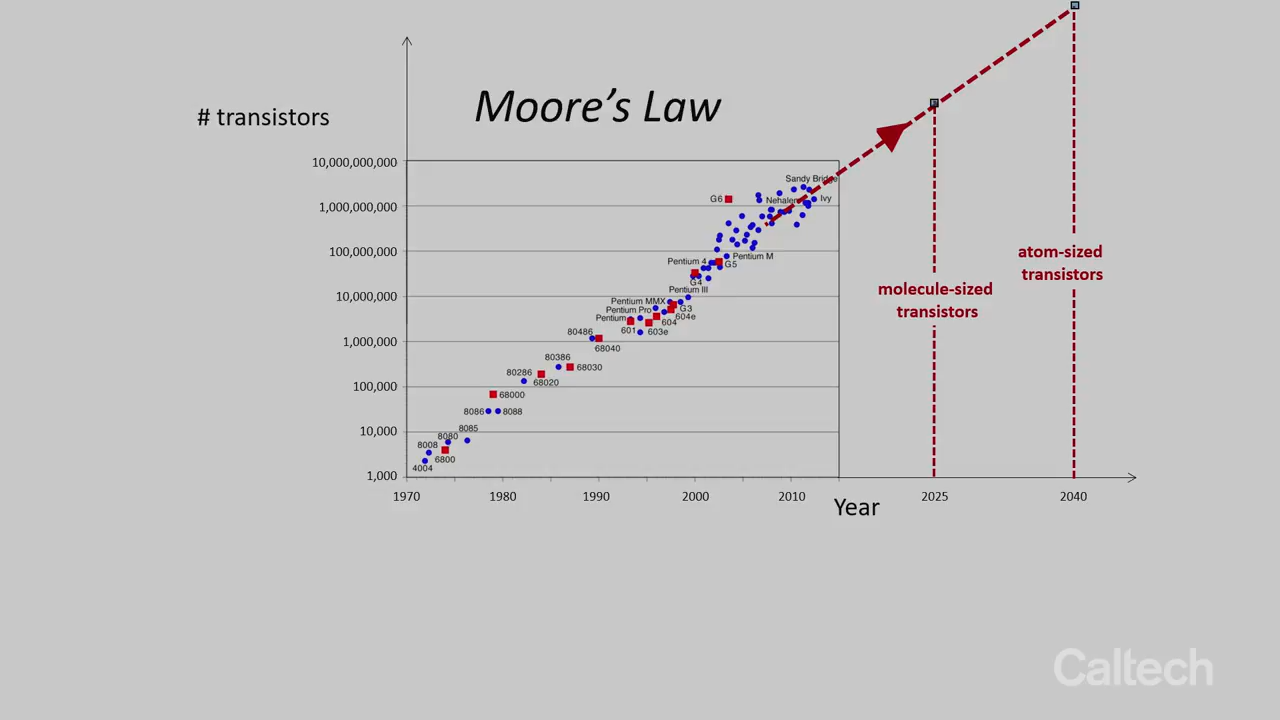 Moore's Law
# transistors
10,000,000,000
1,000,000,000
100,000,000
10,000,000
1,000,000
100,000
10,000
1,000
Sandy Bridge
G6
Nehalem
Ivy
Pentium M
Pentium 4
G5
G4
Pentium III
Pentium MMX
G3
Pentium Pro
604e
Pentium
604
601
603e
80486
68040
80386
68030
80286
68020
68000
8086
8088
8085
8080
8008
6800
4004
atom-sized
transistors
molecule-sized
transistors
1970
1980
1990
2000
2010
2025
2040
Year
Caltech